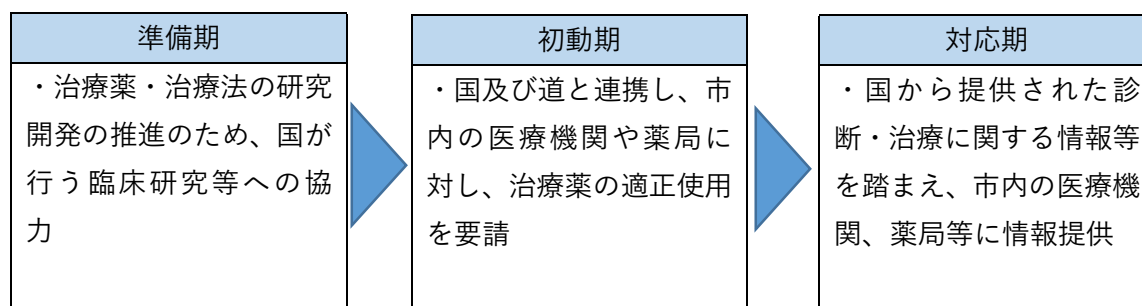 準備期
・治療薬・治療法の研究
開発の推進のため、国が
行う臨床研究等への協
力
初動期
・国及び道と連携し、市
内の医療機関や薬局に
対し、治療薬の適正使用
を要請
対応期
・国から提供された診
断・治療に関する情報等
を踏まえ、市内の医療機
関、薬局等に情報提供